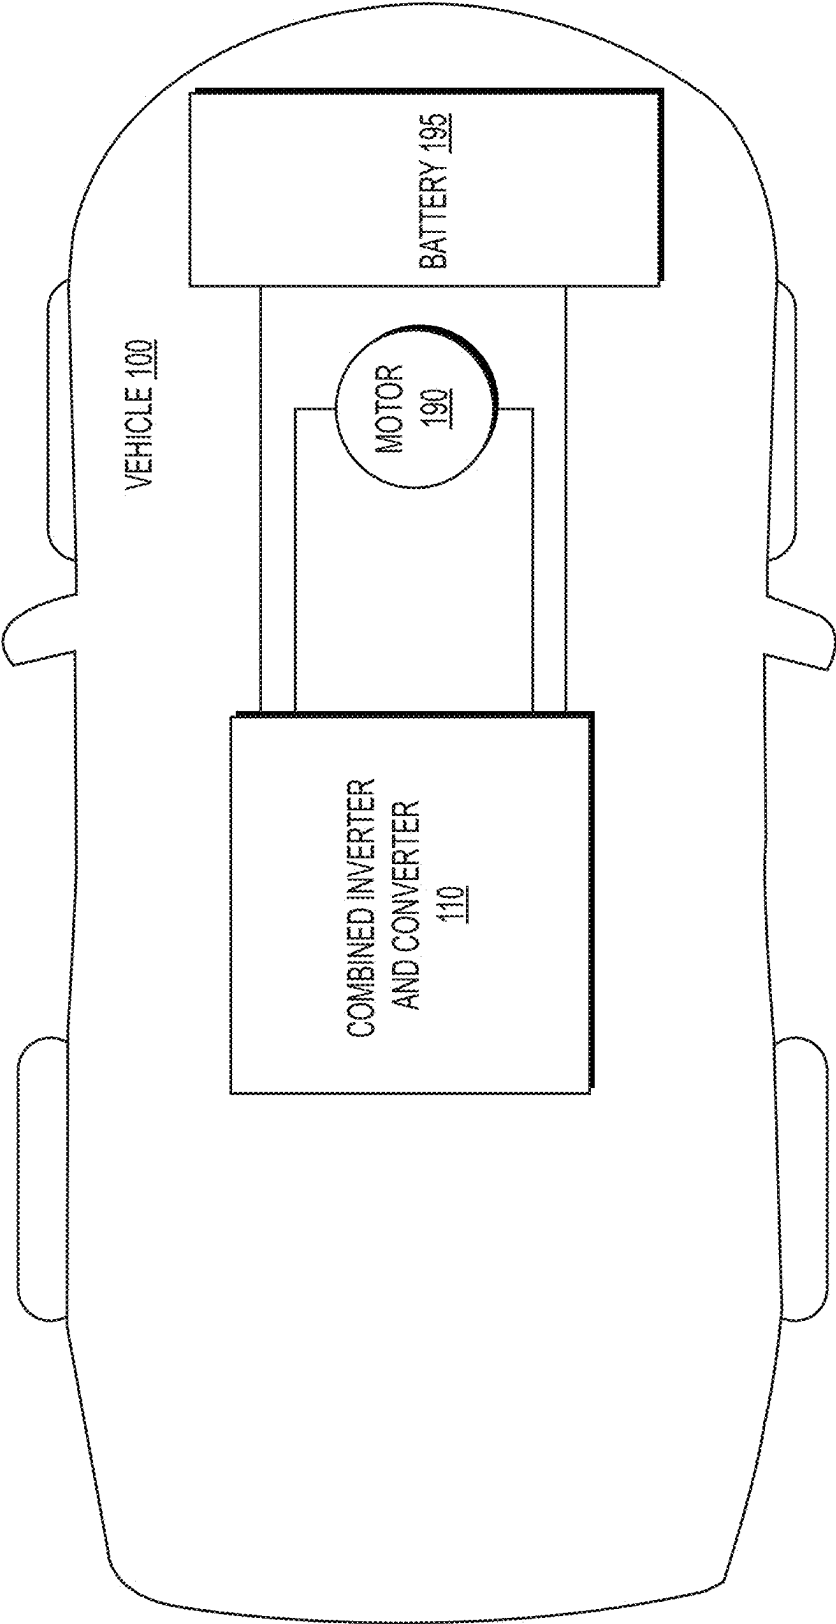 VEHICLE 100
COMBINED INVERTER
AND CONVERTER
110
MOTOR
190
BATTERY 195